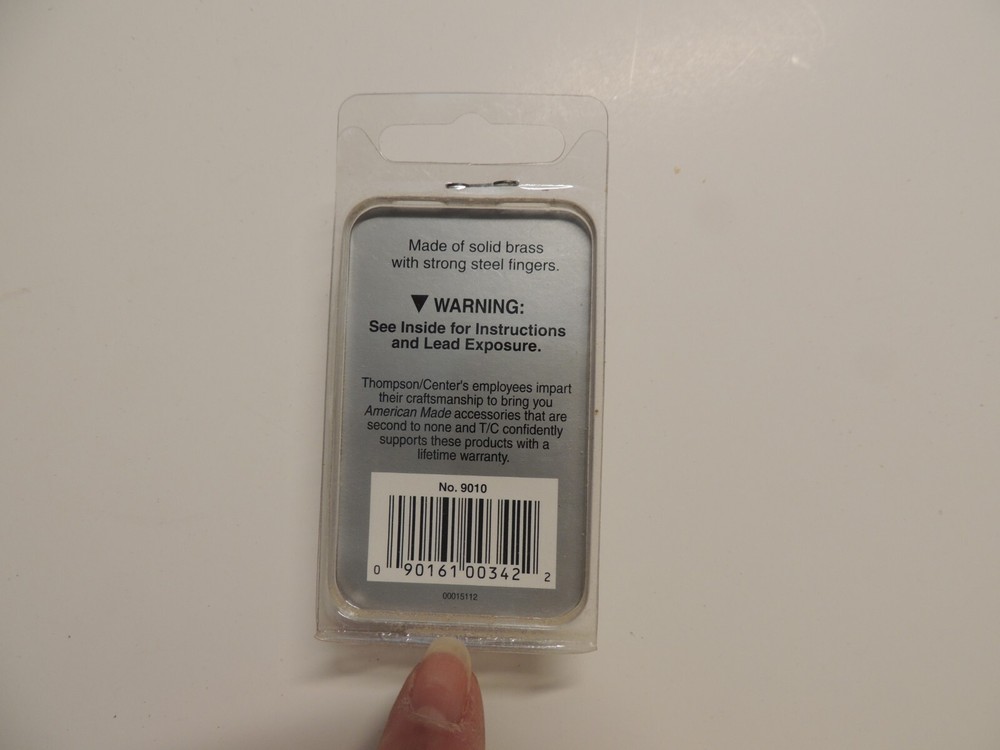 Made of solid brass
with strong steel fingers.
▼ WARNING:
See Inside for Instructions
and Lead Exposure.
Thompson/Center's employees impart
their craftsmanship to bring you
American Made accessories that are
second to none and T/C confidently
supports these products with a
lifetime warranty.
No. 9010
0 90161 00342 2
00015112